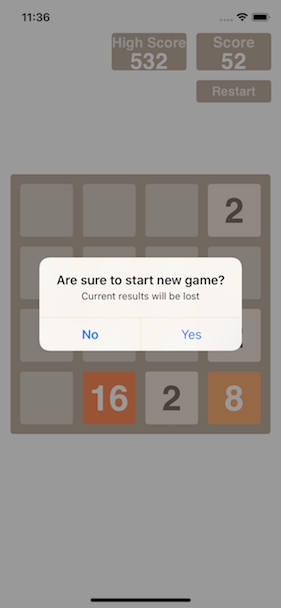 11:36
High Score
532
Score
52
Restart
2
Are sure to start new game?
Current results will be lost
No
Yes
16
2
8